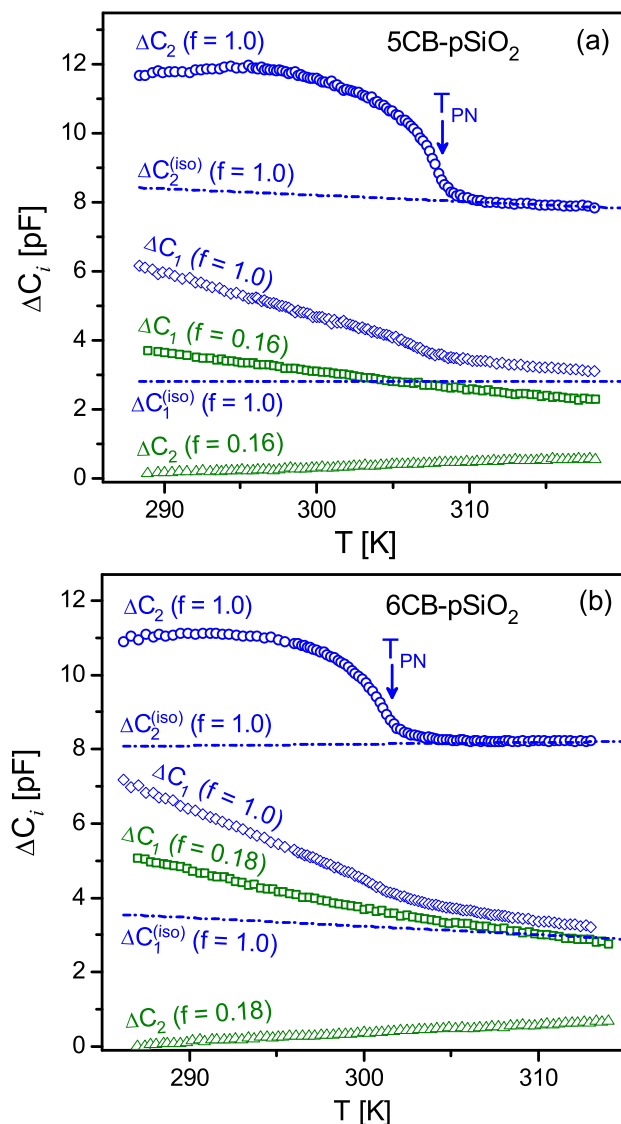 ΔC₂ (f = 1.0)
5CB-pSiO₂
(a)
12
T_PN
10
ΔC₂⁽ⁱˢᵒ⁾ (f = 1.0)
8
ΔC₁ (f = 1.0)
6
ΔCᵢ [pF]
ΔC₁ (f = 0.16)
4
2
ΔC₁⁽ⁱˢᵒ⁾ (f = 1.0)
ΔC₂ (f = 0.16)
0
290 300 310
T [K]
12
ΔC₂ (f = 1.0)
6CB-pSiO₂
(b)
T_PN
10
ΔC₂⁽ⁱˢᵒ⁾ (f = 1.0)
8
ΔC₁ (f = 1.0)
6
ΔCᵢ [pF]
ΔC₁ (f = 0.18)
4
ΔC₁⁽ⁱˢᵒ⁾ (f = 1.0)
2
ΔC₂ (f = 0.18)
0
290 300 310
T [K]